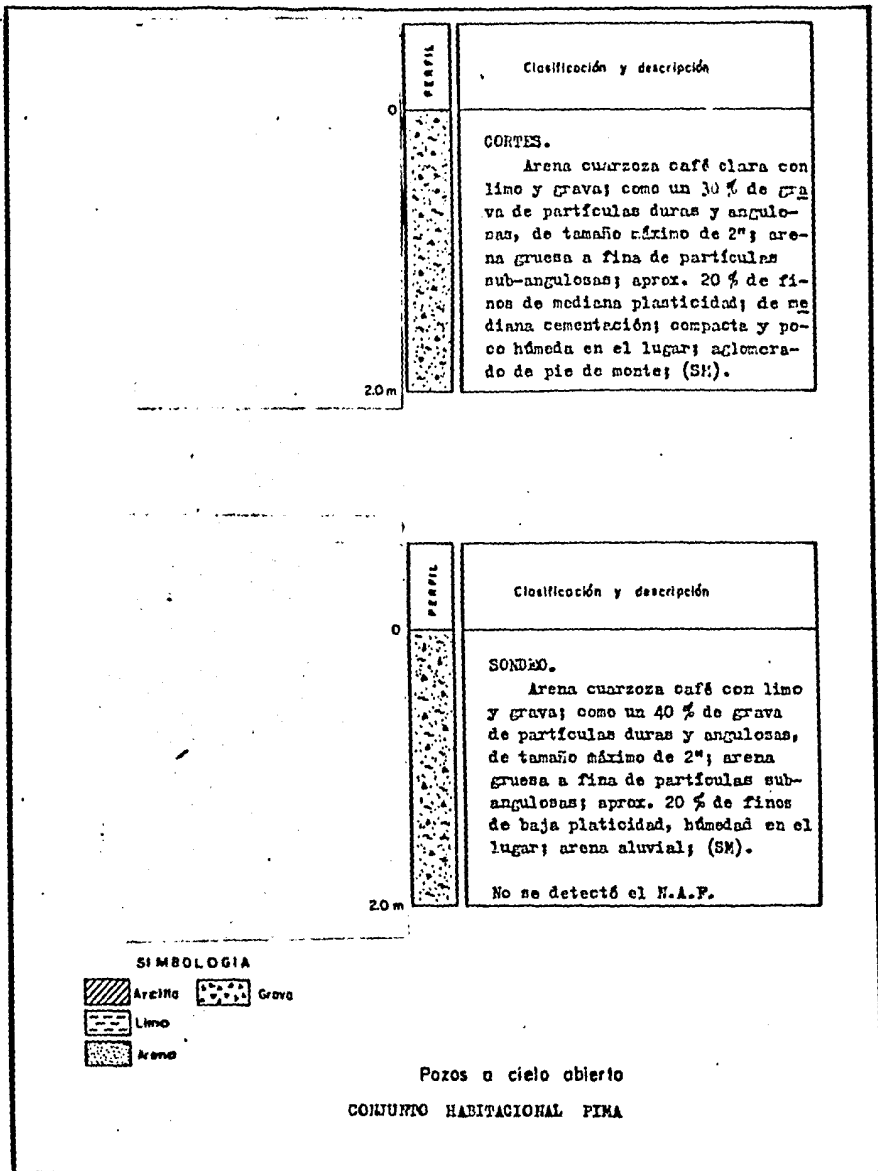 PERFIL
Clasificación y descripción
0
CORTES.
Arena cuarzoza café clara con
limo y grava; como un 30 % de gra
va de partículas duras y angulo-
sas, de tamaño máximo de 2"; are-
na gruesa a fina de partículas
sub-angulosas; aprox. 20 % de fi-
nos de mediana plasticidad; de me
diana cementación; compacta y po-
co húmeda en el lugar; aglomera-
do de pie de monte; (SM).
2.0 m
PERFIL
Clasificación y descripción
0
SONDEO.
Arena cuarzoza café con limo
y grava; como un 40 % de grava
de partículas duras y angulosas,
de tamaño máximo de 2"; arena
gruesa a fina de partículas sub-
angulosas; aprox. 20 % de finos
de baja platicidad, húmedad en el
lugar; arena aluvial; (SM).
No se detectó el N.A.F.
2.0 m
SIMBOLOGIA
Arcilla Grava
Limo
Arena
Pozos a cielo abierto
CONJUNTO HABITACIONAL PIMA